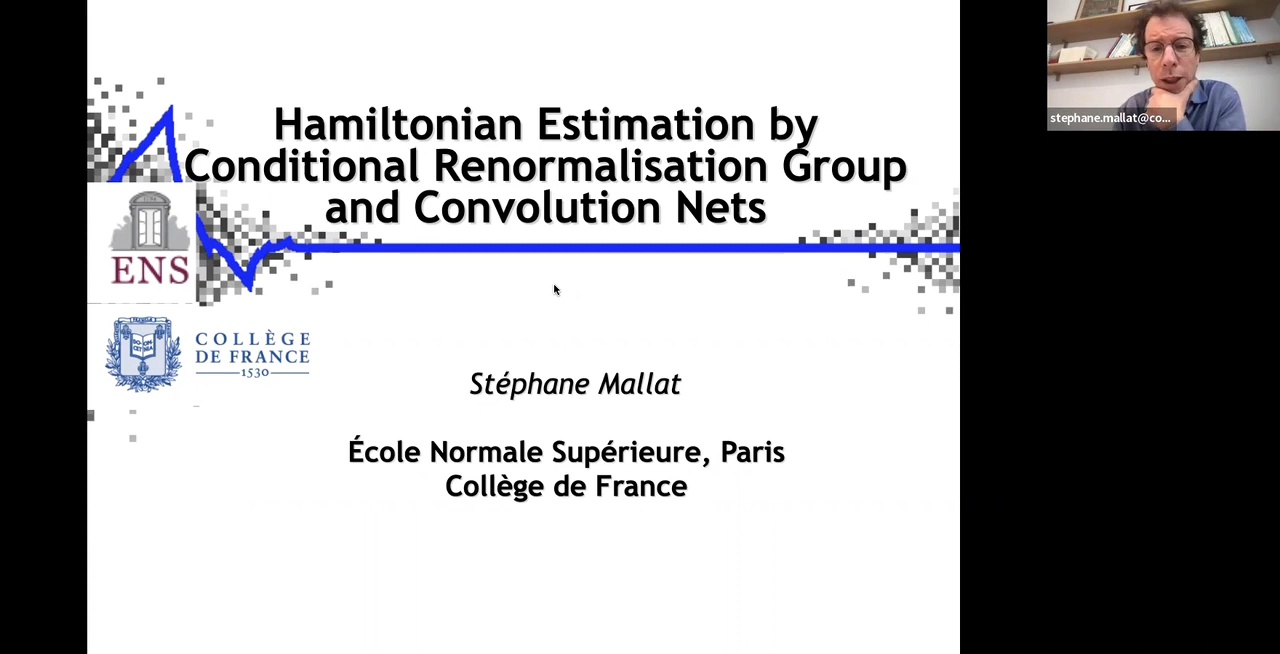 Hamiltonian Estimation by
Conditional Renormalisation Group
and Convolution Nets
ENS
COLLÈGE
DE FRANCE
1530
Stéphane Mallat
École Normale Supérieure, Paris
Collège de France
stephane.mallat@co...